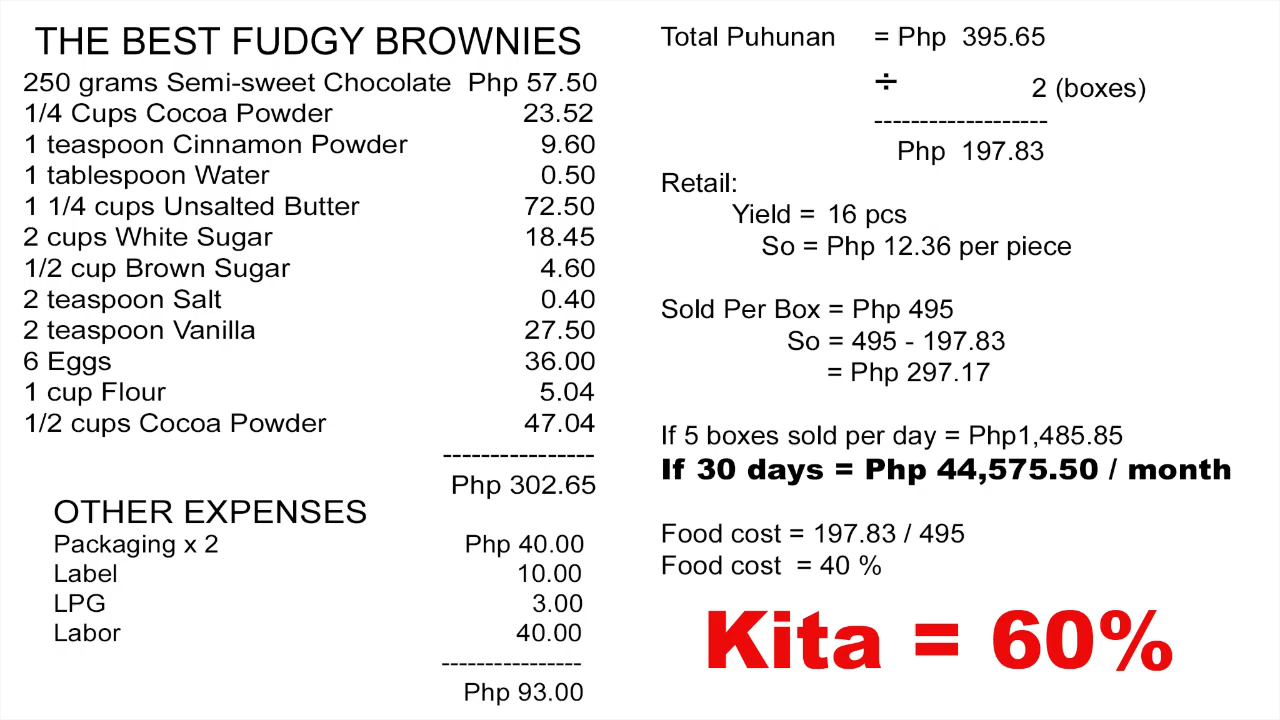 THE BEST FUDGY BROWNIES
250 grams Semi-sweet Chocolate Php 57.50
1/4 Cups Cocoa Powder 23.52
1 teaspoon Cinnamon Powder 9.60
1 tablespoon Water 0.50
1 1/4 cups Unsalted Butter 72.50
2 cups White Sugar 18.45
1/2 cup Brown Sugar 4.60
2 teaspoon Salt 0.40
2 teaspoon Vanilla 27.50
6 Eggs 36.00
1 cup Flour 5.04
1/2 cups Cocoa Powder 47.04
----------------
Php 302.65
OTHER EXPENSES
Packaging x 2 Php 40.00
Label 10.00
LPG 3.00
Labor 40.00
----------------
Php 93.00
Total Puhunan = Php 395.65
÷ 2 (boxes)
-------------------
Php 197.83
Retail:
Yield = 16 pcs
So = Php 12.36 per piece
Sold Per Box = Php 495
So = 495 - 197.83
= Php 297.17
If 5 boxes sold per day = Php1,485.85
If 30 days = Php 44,575.50 / month
Food cost = 197.83 / 495
Food cost = 40 %
Kita = 60%